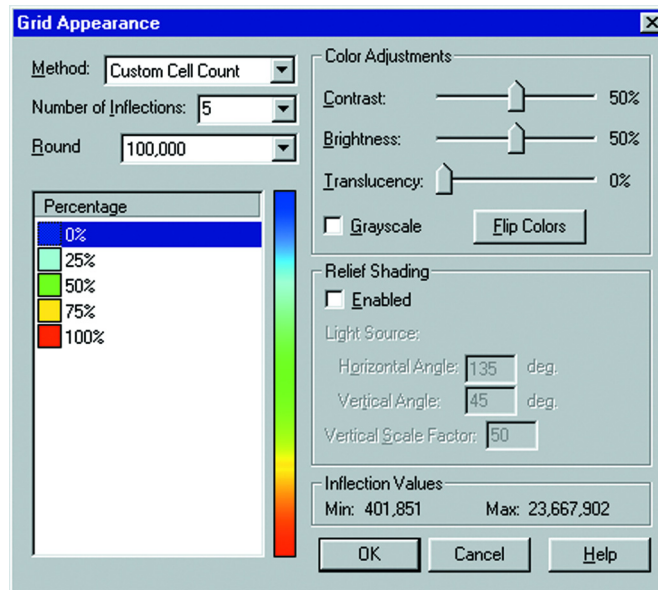 Grid Appearance
Method: Custom Cell Count
Number of Inflections: 5
Round 100,000
Percentage
0%
25%
50%
75%
100%
Color Adjustments
Contrast: 50%
Brightness: 50%
Translucency: 0%
Grayscale Flip Colors
Relief Shading
Enabled
Light Source:
Horizontal Angle: 135 deg.
Vertical Angle: 45 deg.
Vertical Scale Factor: 50
Inflection Values
Min: 401,851 Max: 23,667,902
OK Cancel Help